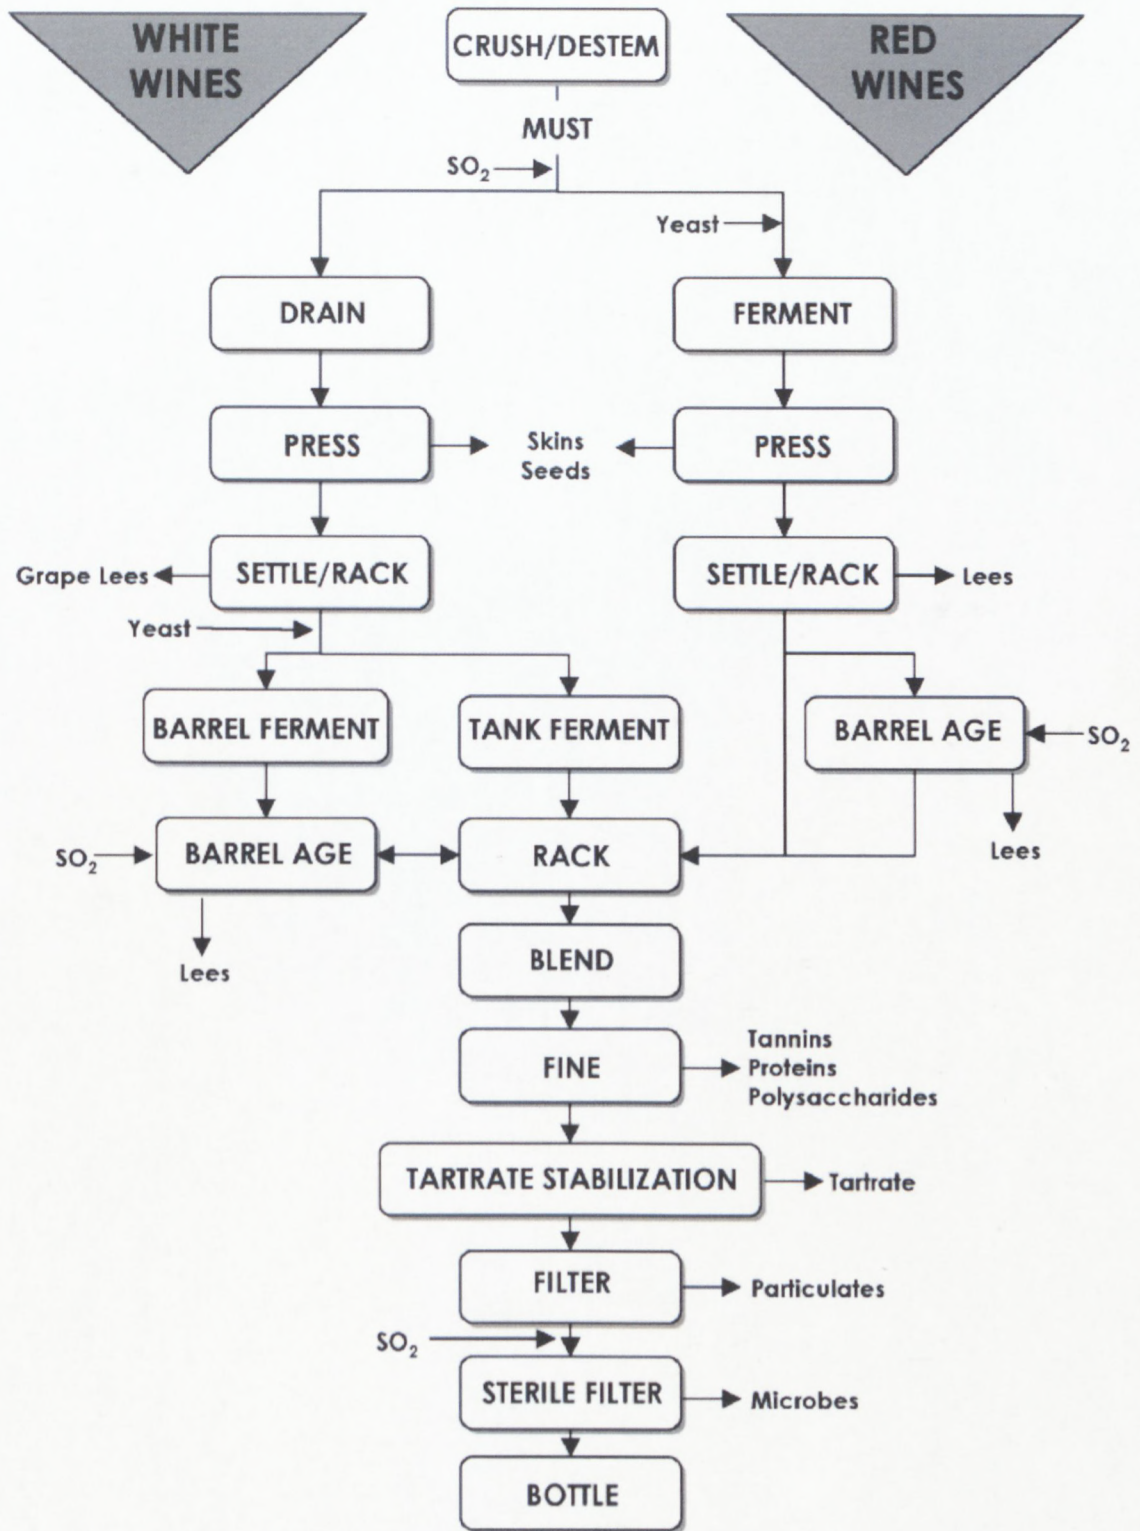 WHITE
WINES
CRUSH/DESTEM
RED
WINES
MUST
SO₂
Yeast
DRAIN
FERMENT
PRESS
Skins
Seeds
PRESS
Grape Lees
SETTLE/RACK
SETTLE/RACK
Lees
Yeast
BARREL FERMENT
TANK FERMENT
BARREL AGE
SO₂
SO₂
BARREL AGE
RACK
Lees
Lees
BLEND
FINE
Tannins
Proteins
Polysaccharides
TARTRATE STABILIZATION
Tartrate
FILTER
Particulates
SO₂
STERILE FILTER
Microbes
BOTTLE